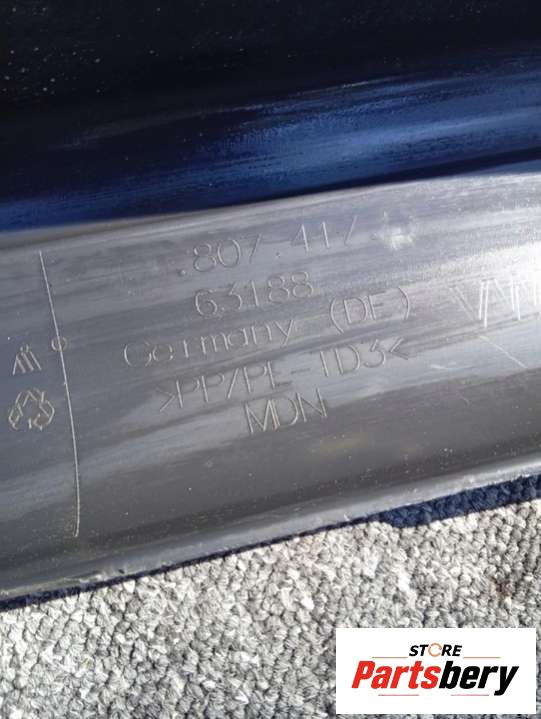 .807.417
63188
Germany (DE)
>PP/PE-TD3<
MDN
STORE
Partsbery